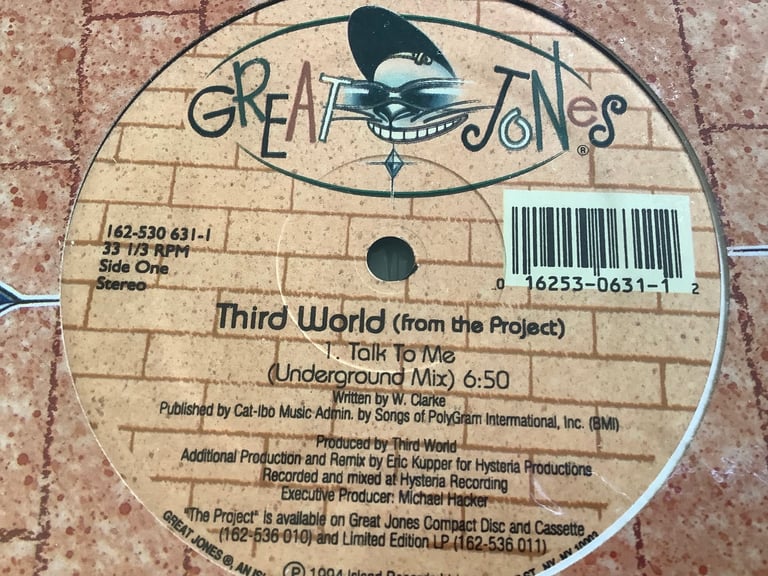 GREAT JONES ®
162-530 631-1
33 1/3 RPM
Side One
Stereo
0 16253-0631-1 2
Third World (from the Project)
1. Talk To Me
(Underground Mix) 6:50
Written by W. Clarke
Published by Cat-Ibo Music Admin. by Songs of PolyGram International, Inc. (BMI)
Produced by Third World
Additional Production and Remix by Eric Kupper for Hysteria Productions
Recorded and mixed at Hysteria Recording
Executive Producer: Michael Hacker
"The Project" is available on Great Jones Compact Disc and Cassette
(162-536 010) and Limited Edition LP (162-536 011)
GREAT JONES ®, AN NY, NY 10003
Ⓟ 1994 Island